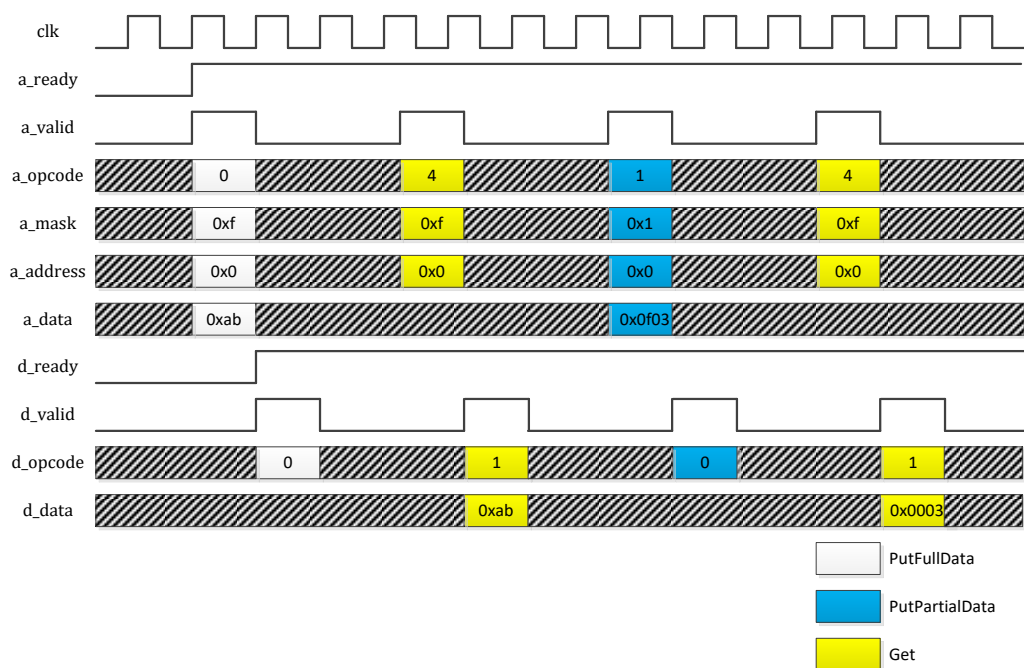 clk
a_ready
a_valid
a_opcode 0 4 1 4
a_mask 0xf 0xf 0x1 0xf
a_address 0x0 0x0 0x0 0x0
a_data 0xab 0x0f03
d_ready
d_valid
d_opcode 0 1 0 1
d_data 0xab 0x0003
PutFullData
PutPartialData
Get